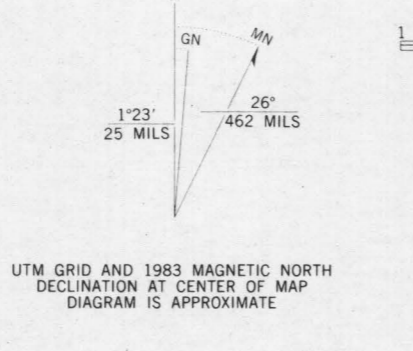 GN
MN
1
1°23′
25 MILS
26°
462 MILS
UTM GRID AND 1983 MAGNETIC NORTH
DECLINATION AT CENTER OF MAP
DIAGRAM IS APPROXIMATE